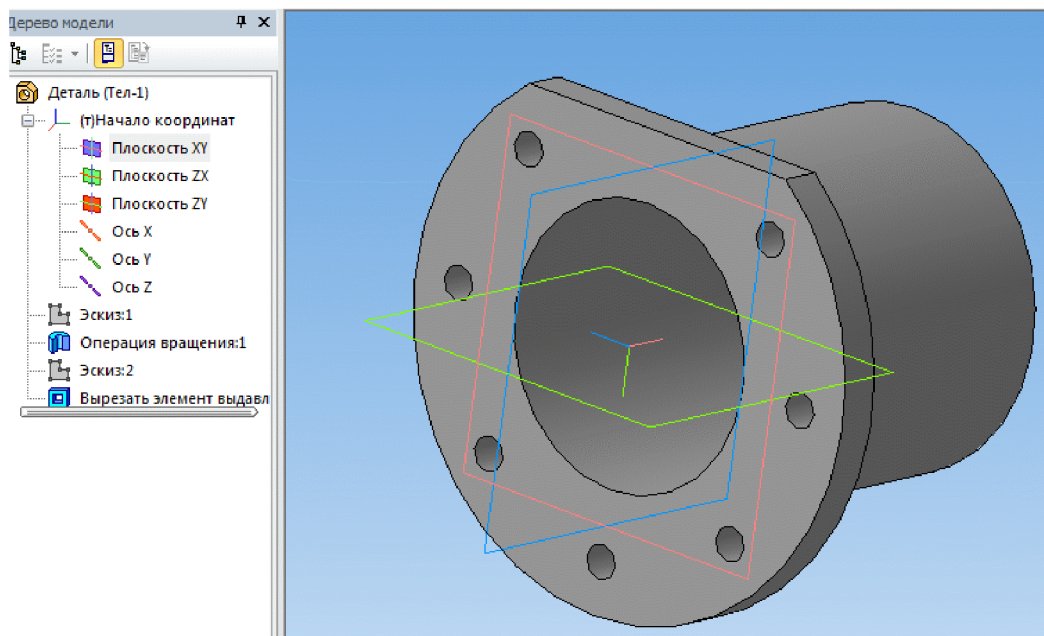 Дерево модели
Деталь (Тел-1)
(т)Начало координат
Плоскость XY
Плоскость ZX
Плоскость ZY
Ось X
Ось Y
Ось Z
Эскиз:1
Операция вращения:1
Эскиз:2
Вырезать элемент выдавл